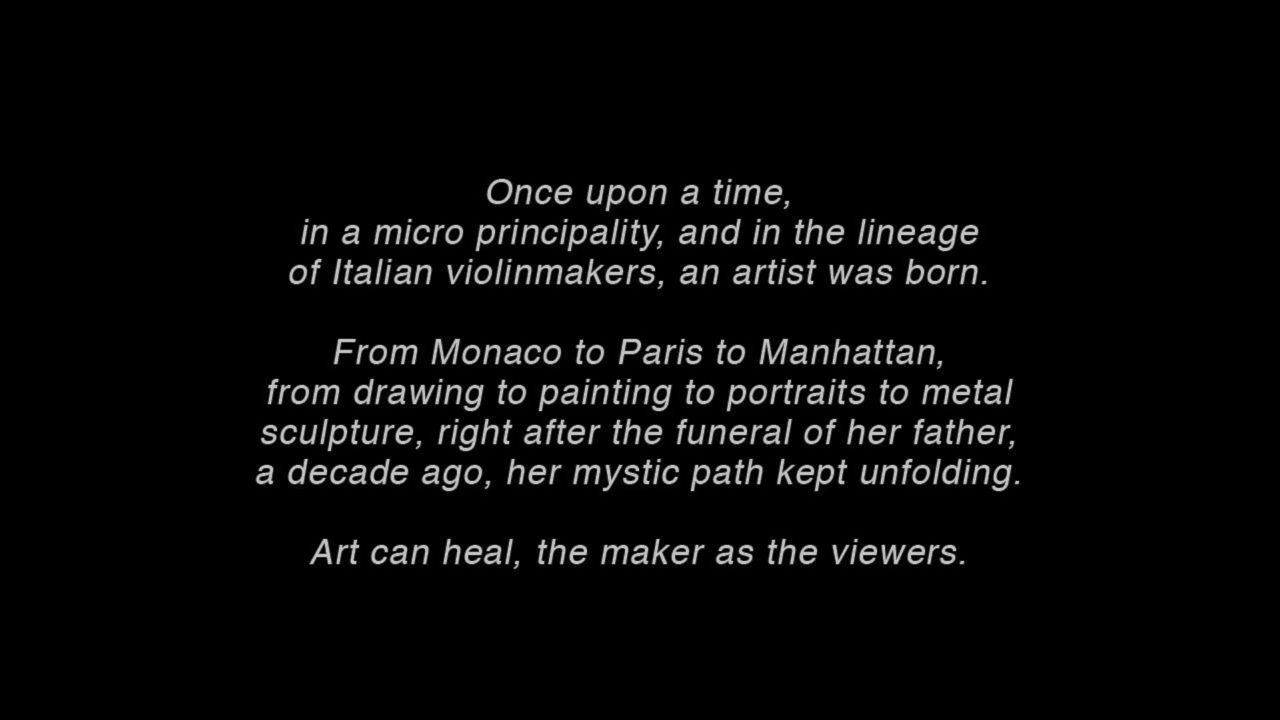 Once upon a time,
in a micro principality, and in the lineage
of Italian violinmakers, an artist was born.
From Monaco to Paris to Manhattan,
from drawing to painting to portraits to metal
sculpture, right after the funeral of her father,
a decade ago, her mystic path kept unfolding.
Art can heal, the maker as the viewers.